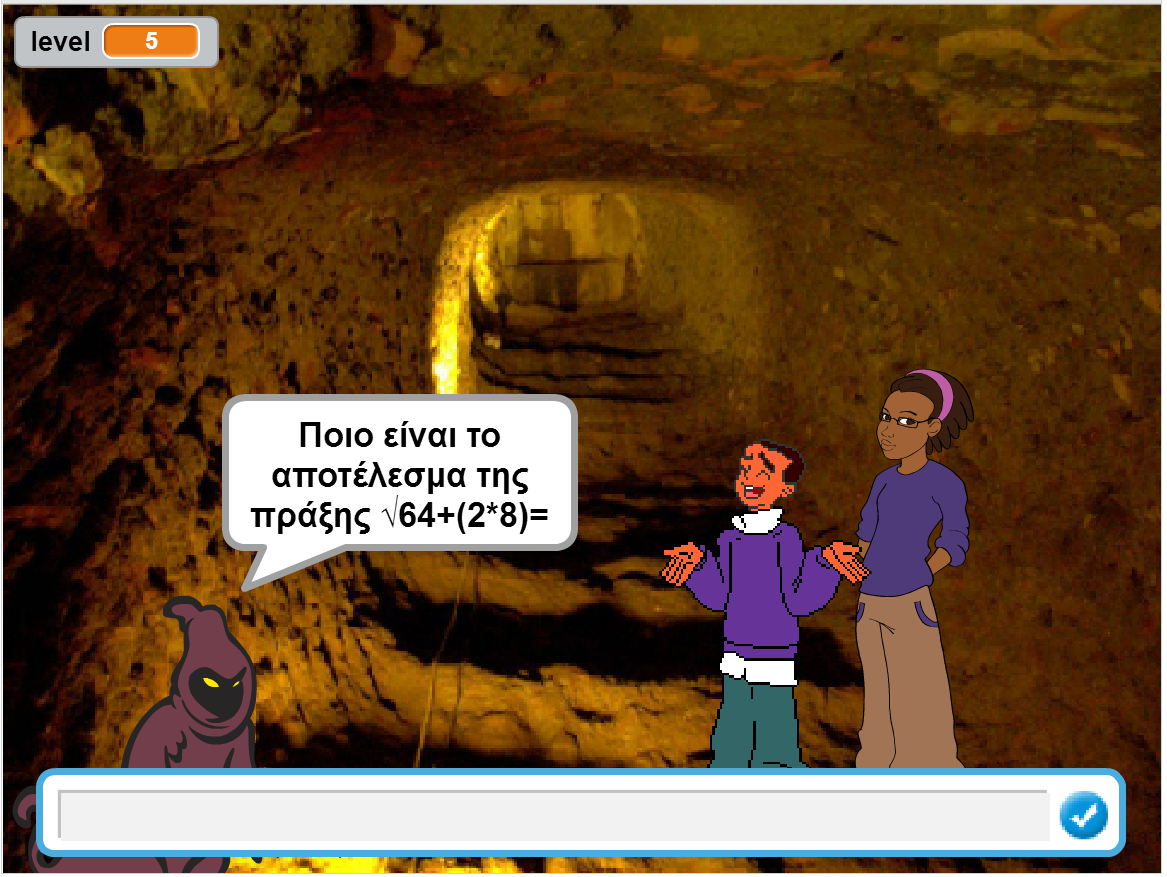 level 5
Ποιο είναι το
αποτέλεσμα της
πράξης √64+(2*8)=